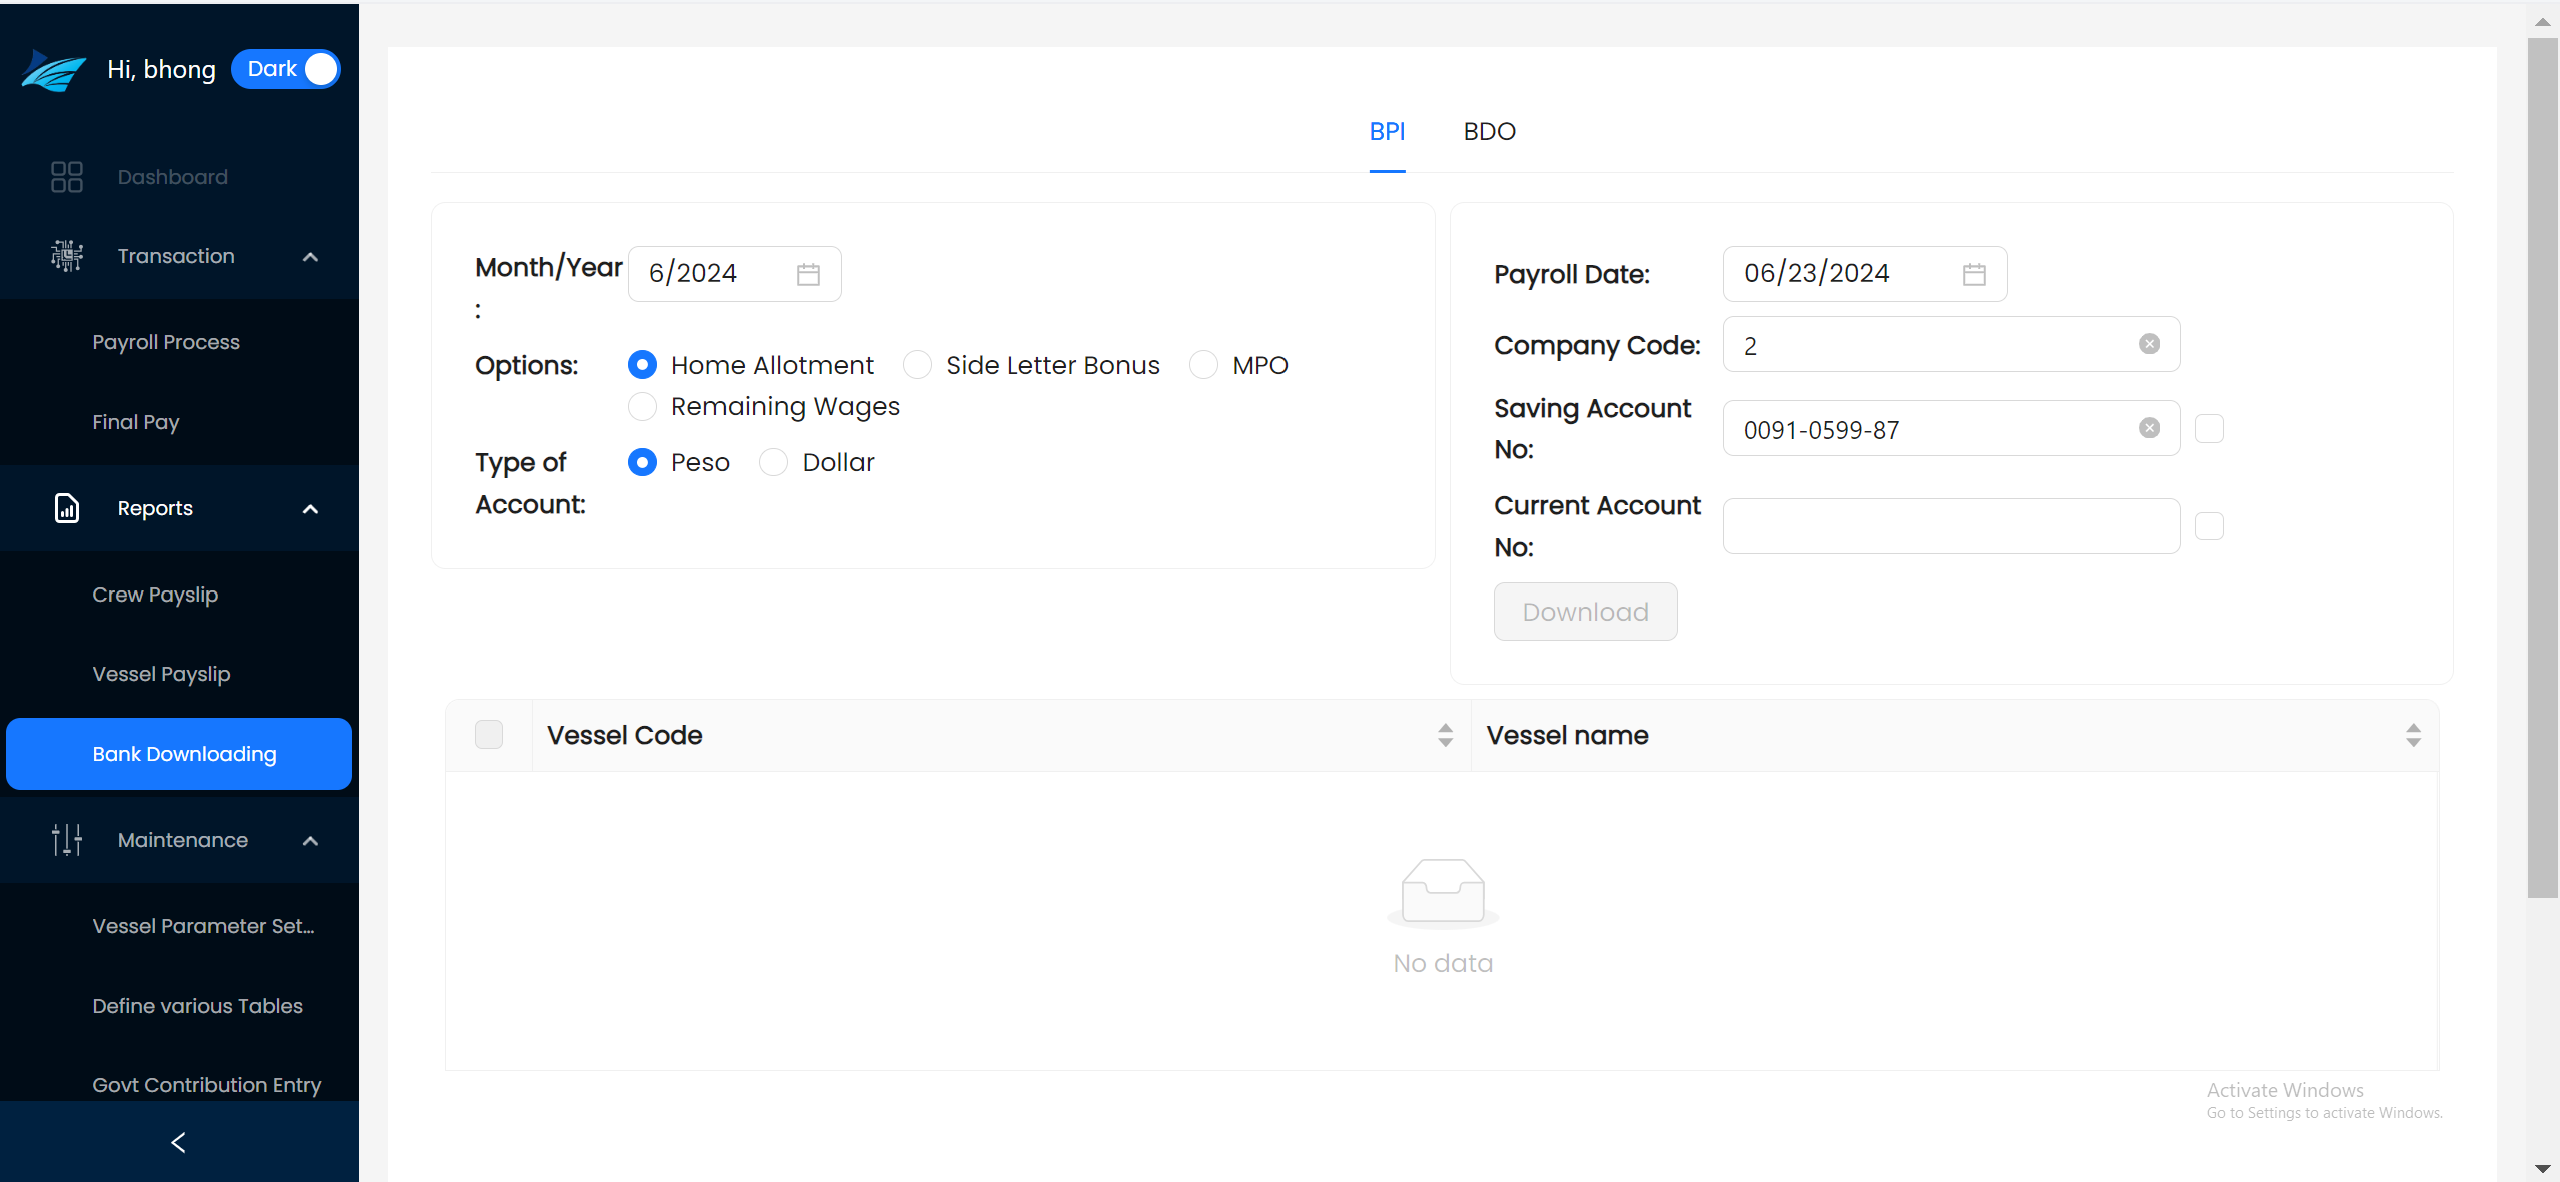 Hi, bhong
Dark
Dashboard
Transaction
Payroll Process
Final Pay
Reports
Crew Payslip
Vessel Payslip
Bank Downloading
Maintenance
Vessel Parameter Set...
Define various Tables
Govt Contribution Entry
BPI
BDO
Month/Year
:
6/2024
Options:
Home Allotment
Side Letter Bonus
MPO
Remaining Wages
Type of
Account:
Peso
Dollar
Payroll Date:
06/23/2024
Company Code:
2
Saving Account
No:
0091-0599-87
Current Account
No:
Download
Vessel Code
Vessel name
No data
Activate Windows
Go to Settings to activate Windows.